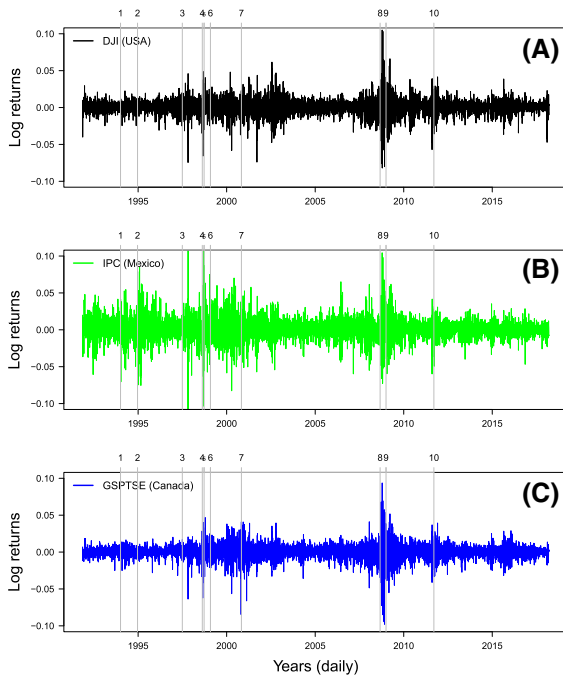 1 2 3 4 6 7 8 9 10
DJI (USA)
(A)
Log returns
0.10
0.05
0.00
−0.05
−0.10
1995 2000 2005 2010 2015
1 2 3 4 6 7 8 9 10
IPC (Mexico)
(B)
Log returns
0.10
0.05
0.00
−0.05
−0.10
1995 2000 2005 2010 2015
1 2 3 4 6 7 8 9 10
GSPTSE (Canada)
(C)
Log returns
0.10
0.05
0.00
−0.05
−0.10
1995 2000 2005 2010 2015
Years (daily)